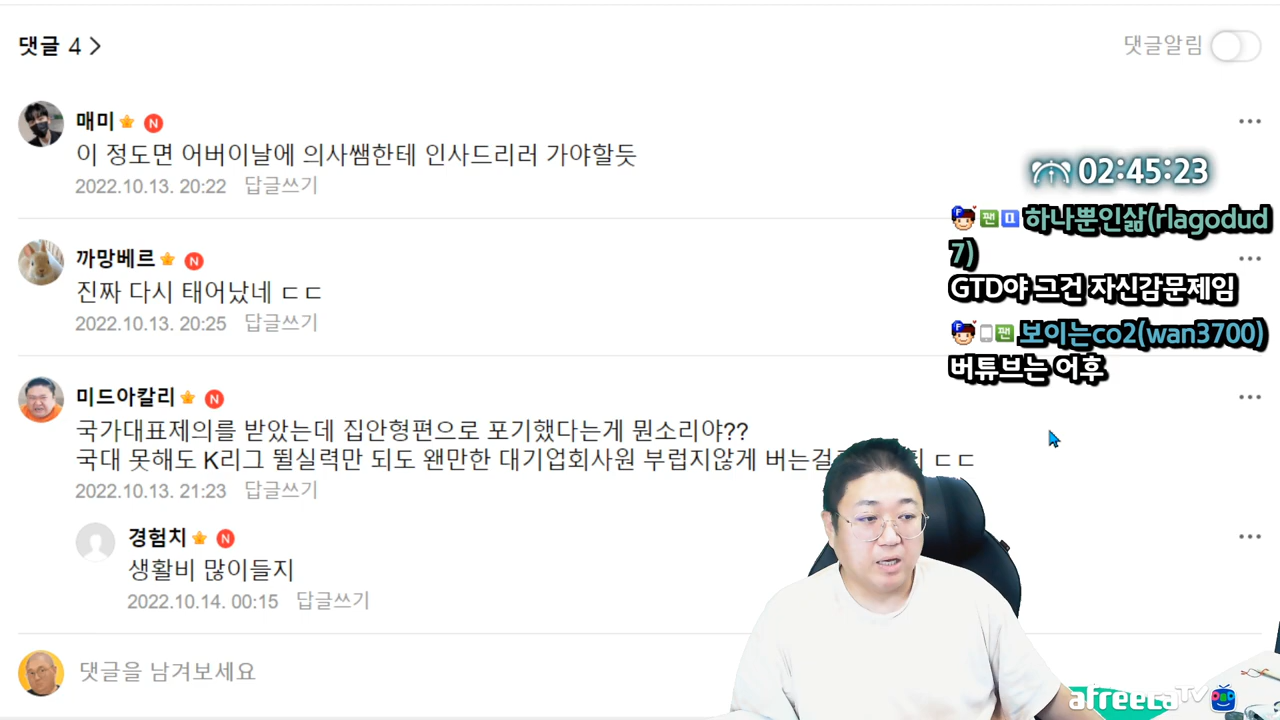 댓글 4
댓글알림
매미
N
이 정도면 어버이날에 의사쌤한테 인사드리러 가야할듯
2022.10.13. 20:22 답글쓰기
까망베르
N
진짜 다시 태어났네 ㄷㄷ
2022.10.13. 20:25 답글쓰기
미드아칼리
N
국가대표제의를 받았는데 집안형편으로 포기했다는게 뭔소리야??
국대 못해도 K리그 뛸실력만 되도 왠만한 대기업회사원 부럽지않게 버는걸 ㄷㄷ
2022.10.13. 21:23 답글쓰기
경험치
N
생활비 많이들지
2022.10.14. 00:15 답글쓰기
댓글을 남겨보세요
02:45:23
F 팬 하나뿐인삶(rlagodud
7)
GTD야 그건 자신감문제임
F 팬 보이는co2(wan3700)
버튜브는 어후
afreecaTV